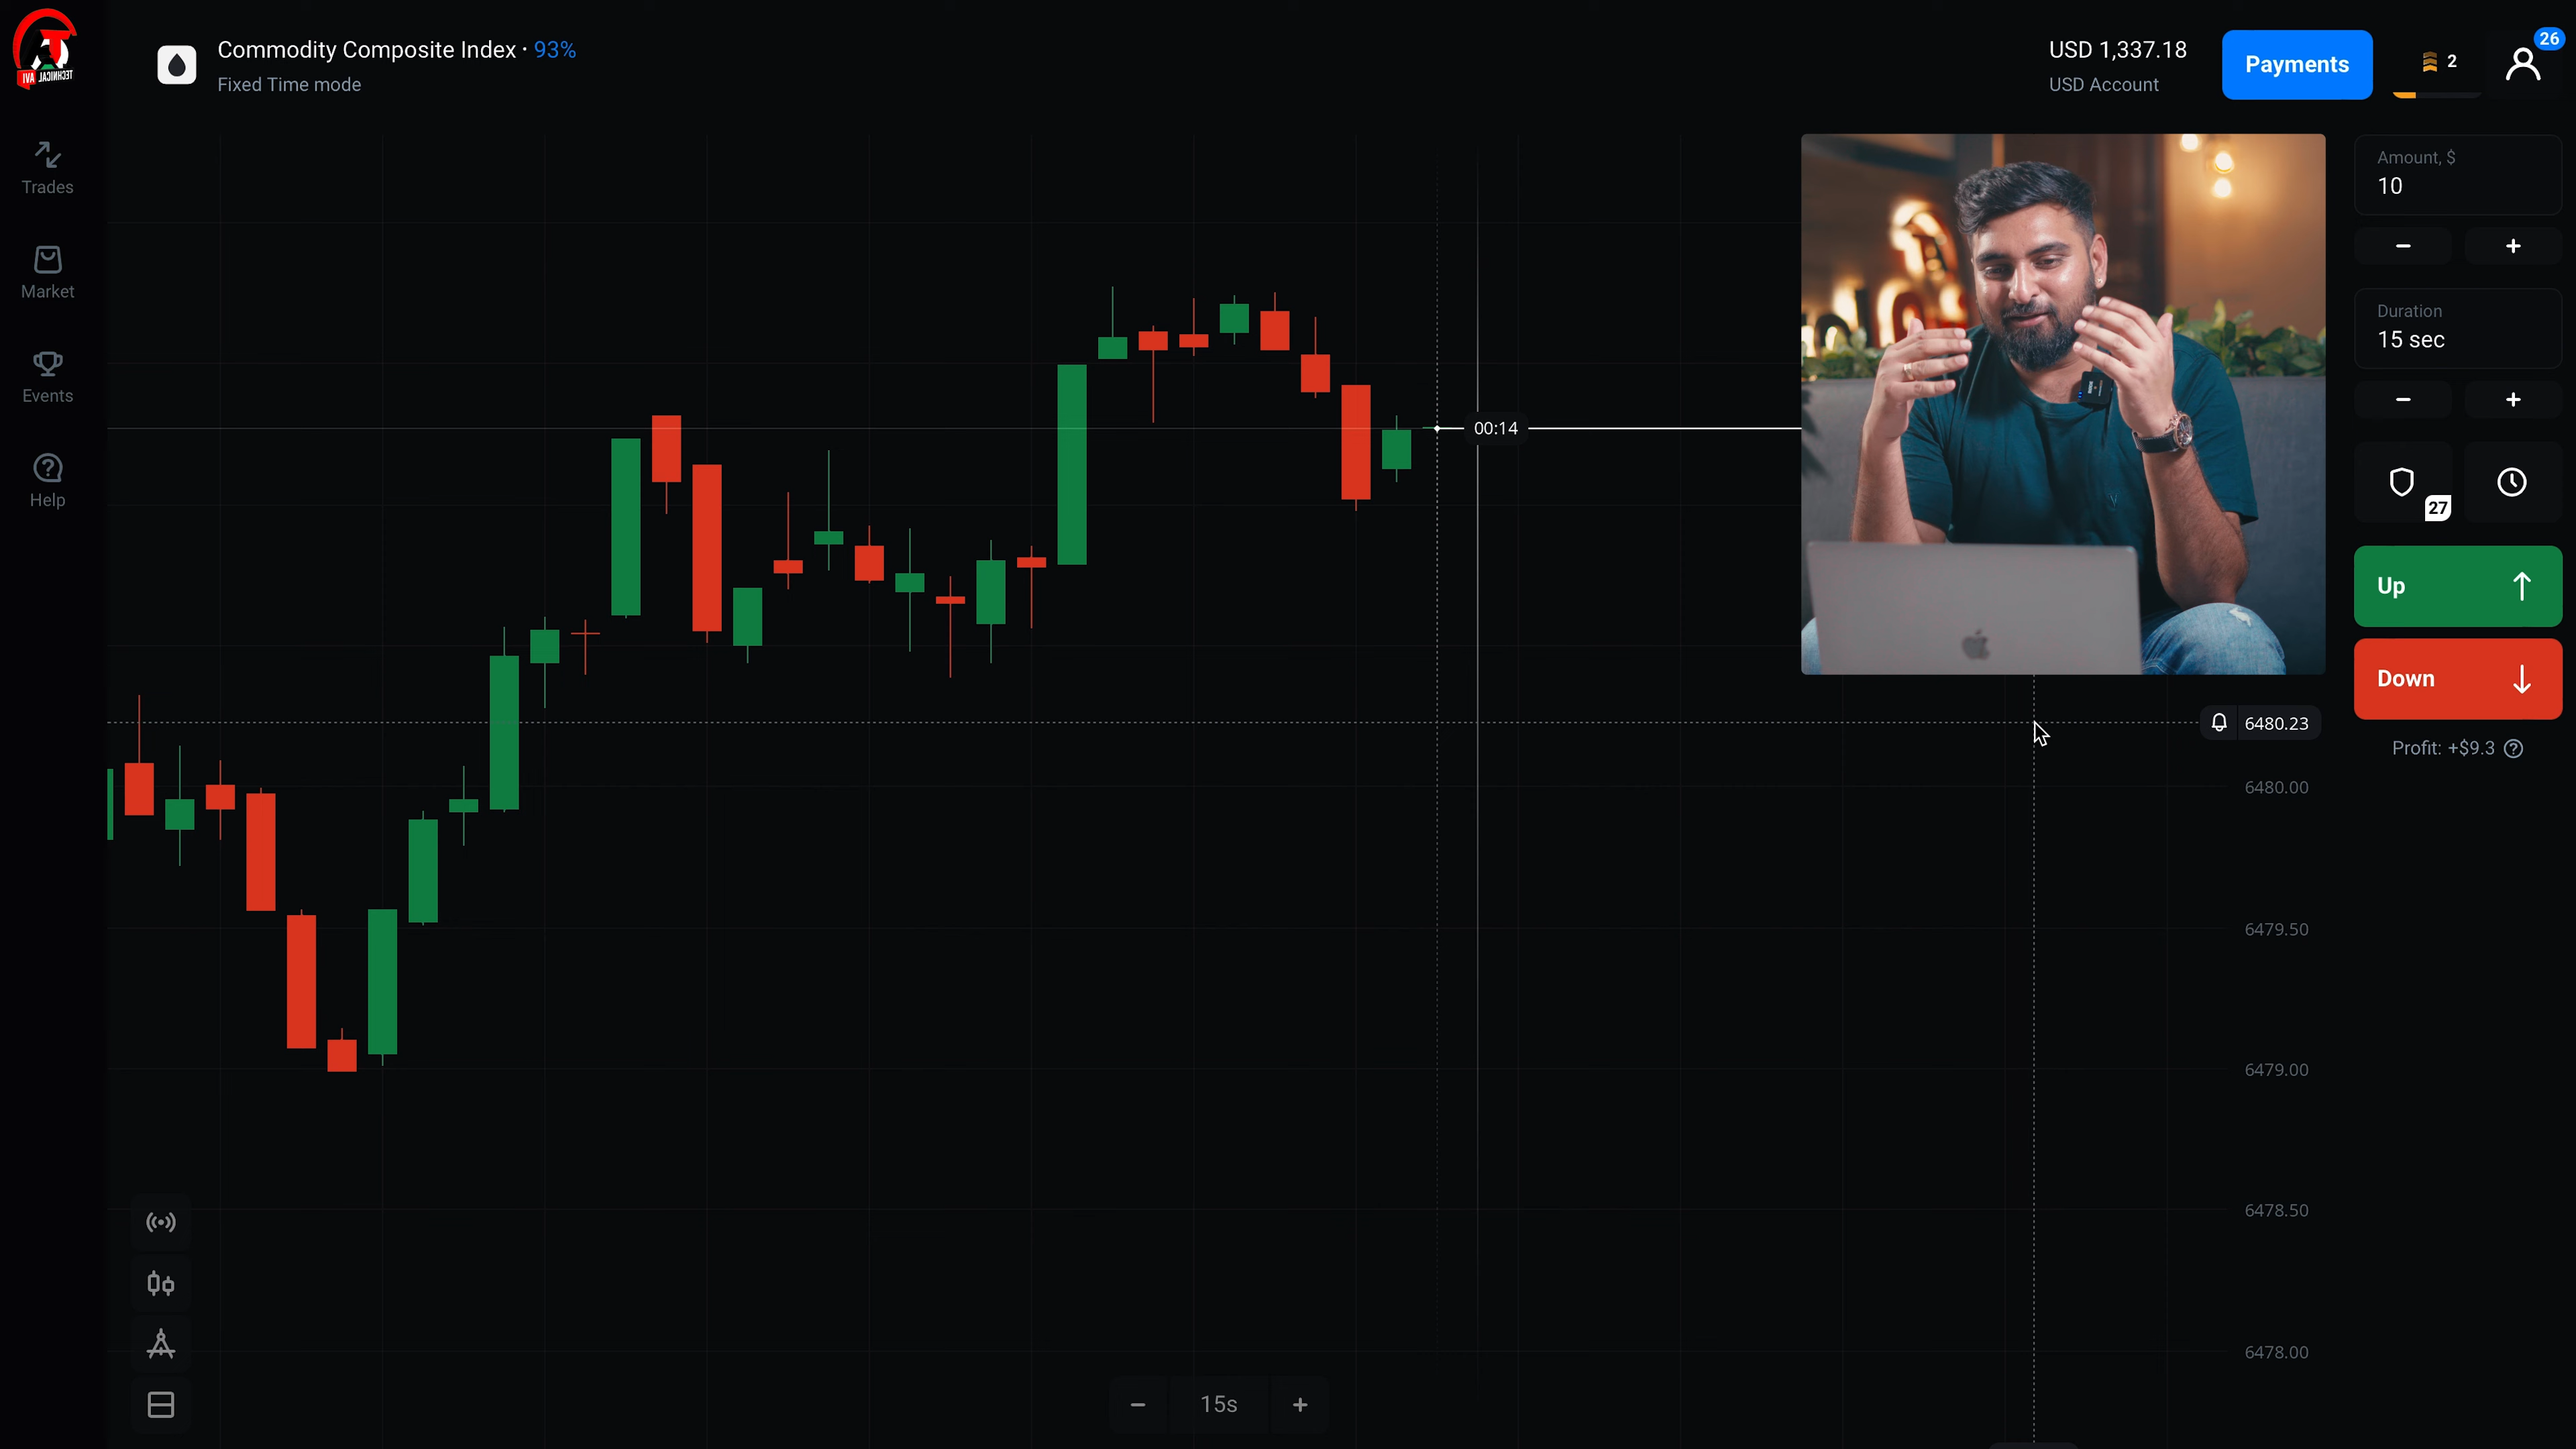 Commodity Composite Index · 93%
Fixed Time mode
USD 1,337.18
USD Account
Payments
2
26
Trades
Market
Events
Help
Amount, $
10
Duration
15 sec
27
Up
Down
Profit: +$9.3
00:14
6480.23
6480.00
6479.50
6479.00
6478.50
6478.00
15s
TECHNICAL AVI